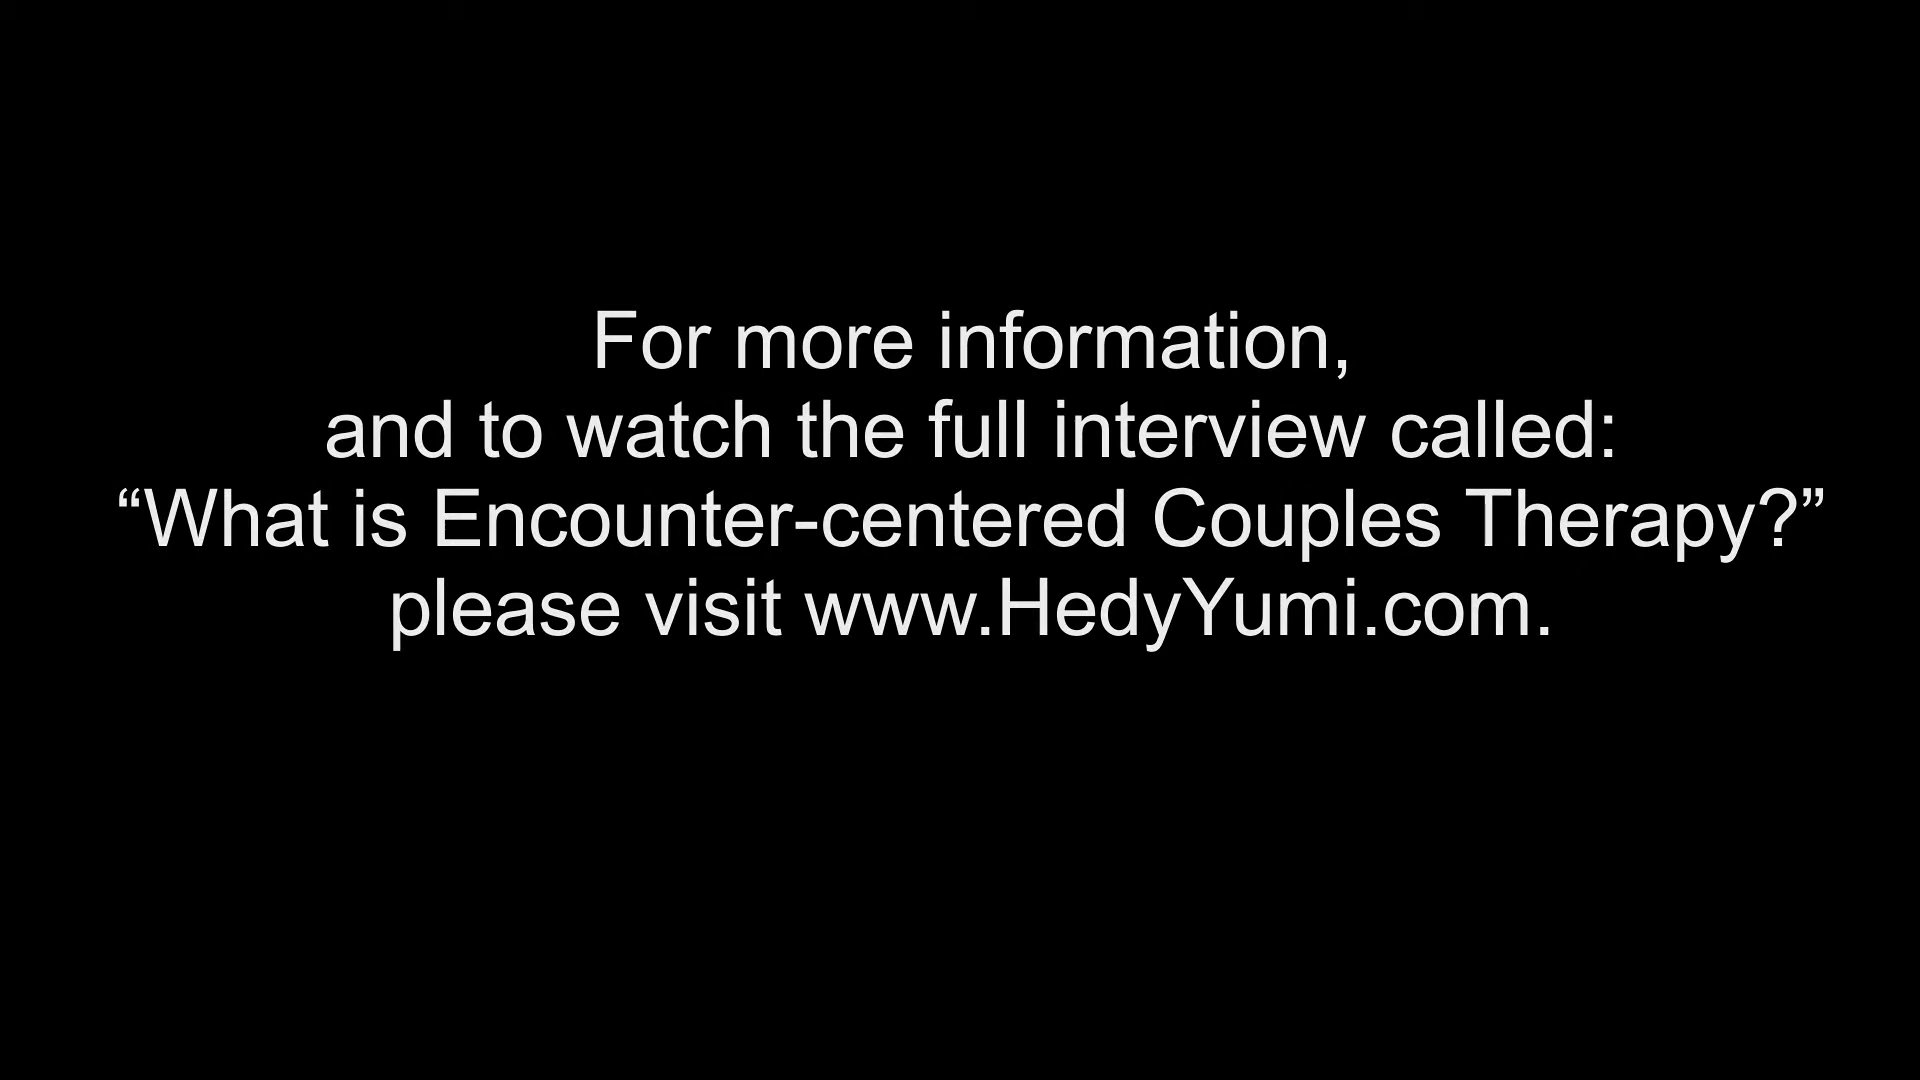 For more information,
and to watch the full interview called:
“What is Encounter-centered Couples Therapy?”
please visit www.HedyYumi.com.